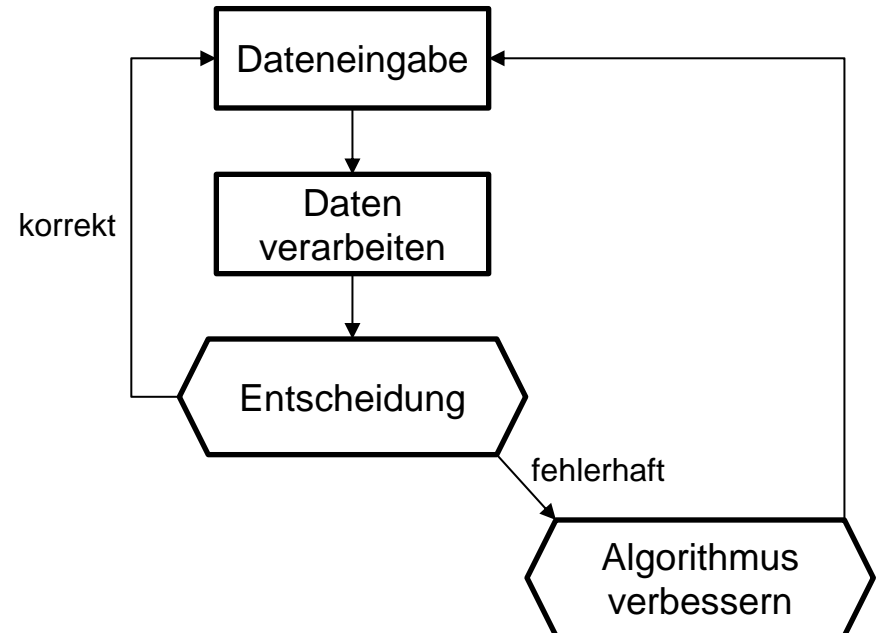 Dateneingabe
Daten
verarbeiten
korrekt
Entscheidung
fehlerhaft
Algorithmus
verbessern